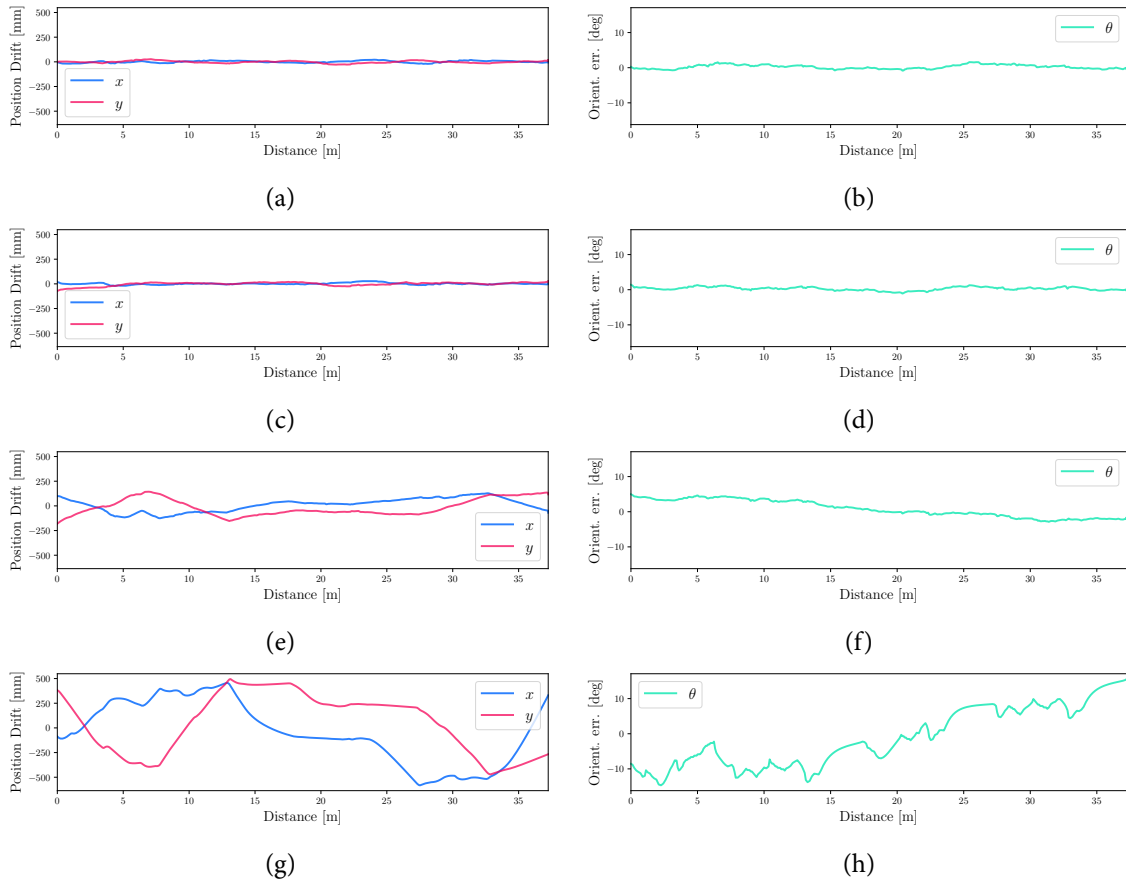 500
250
0
−250
−500
Position Drift [mm]
x
y
0 5 10 15 20 25 30 35
Distance [m]
(a)
10
0
−10
Orient. err. [deg]
θ
0 5 10 15 20 25 30 35
Distance [m]
(b)
500
250
0
−250
−500
Position Drift [mm]
x
y
0 5 10 15 20 25 30 35
Distance [m]
(c)
10
0
−10
Orient. err. [deg]
θ
0 5 10 15 20 25 30 35
Distance [m]
(d)
500
250
0
−250
−500
Position Drift [mm]
x
y
0 5 10 15 20 25 30 35
Distance [m]
(e)
10
0
−10
Orient. err. [deg]
θ
0 5 10 15 20 25 30 35
Distance [m]
(f)
500
250
0
−250
−500
Position Drift [mm]
x
y
0 5 10 15 20 25 30 35
Distance [m]
(g)
10
0
−10
Orient. err. [deg]
θ
0 5 10 15 20 25 30 35
Distance [m]
(h)